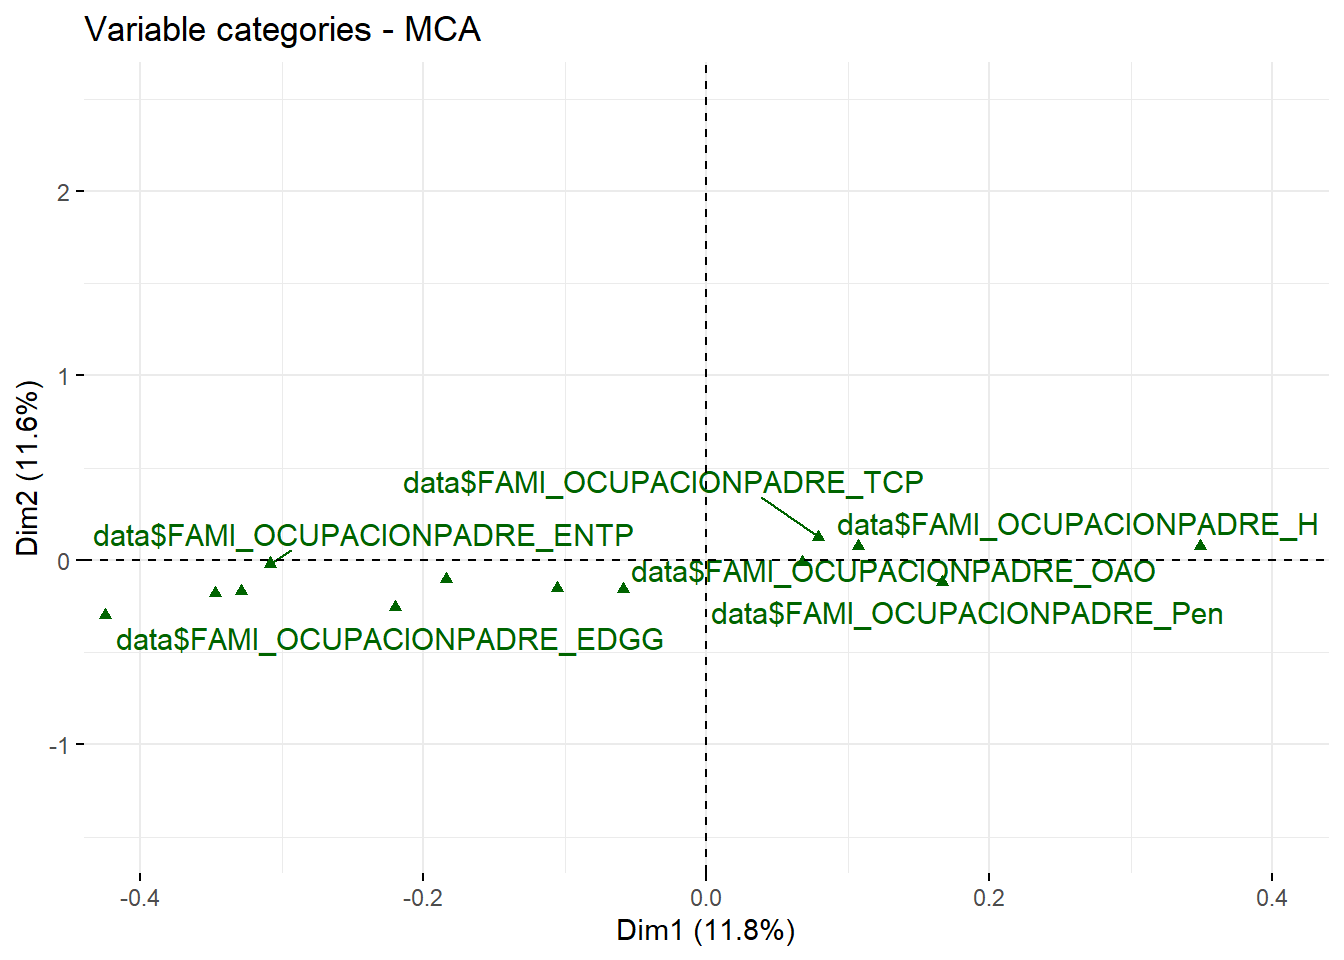 Variable categories - MCA
2
1
0
-1
Dim2 (11.6%)
data$FAMI_OCUPACIONPADRE_TCP
data$FAMI_OCUPACIONPADRE_H
data$FAMI_OCUPACIONPADRE_ENTP
data$FAMI_OCUPACIONPADRE_OAO
data$FAMI_OCUPACIONPADRE_Pen
data$FAMI_OCUPACIONPADRE_EDGG
-0.4
-0.2
0.0
0.2
0.4
Dim1 (11.8%)